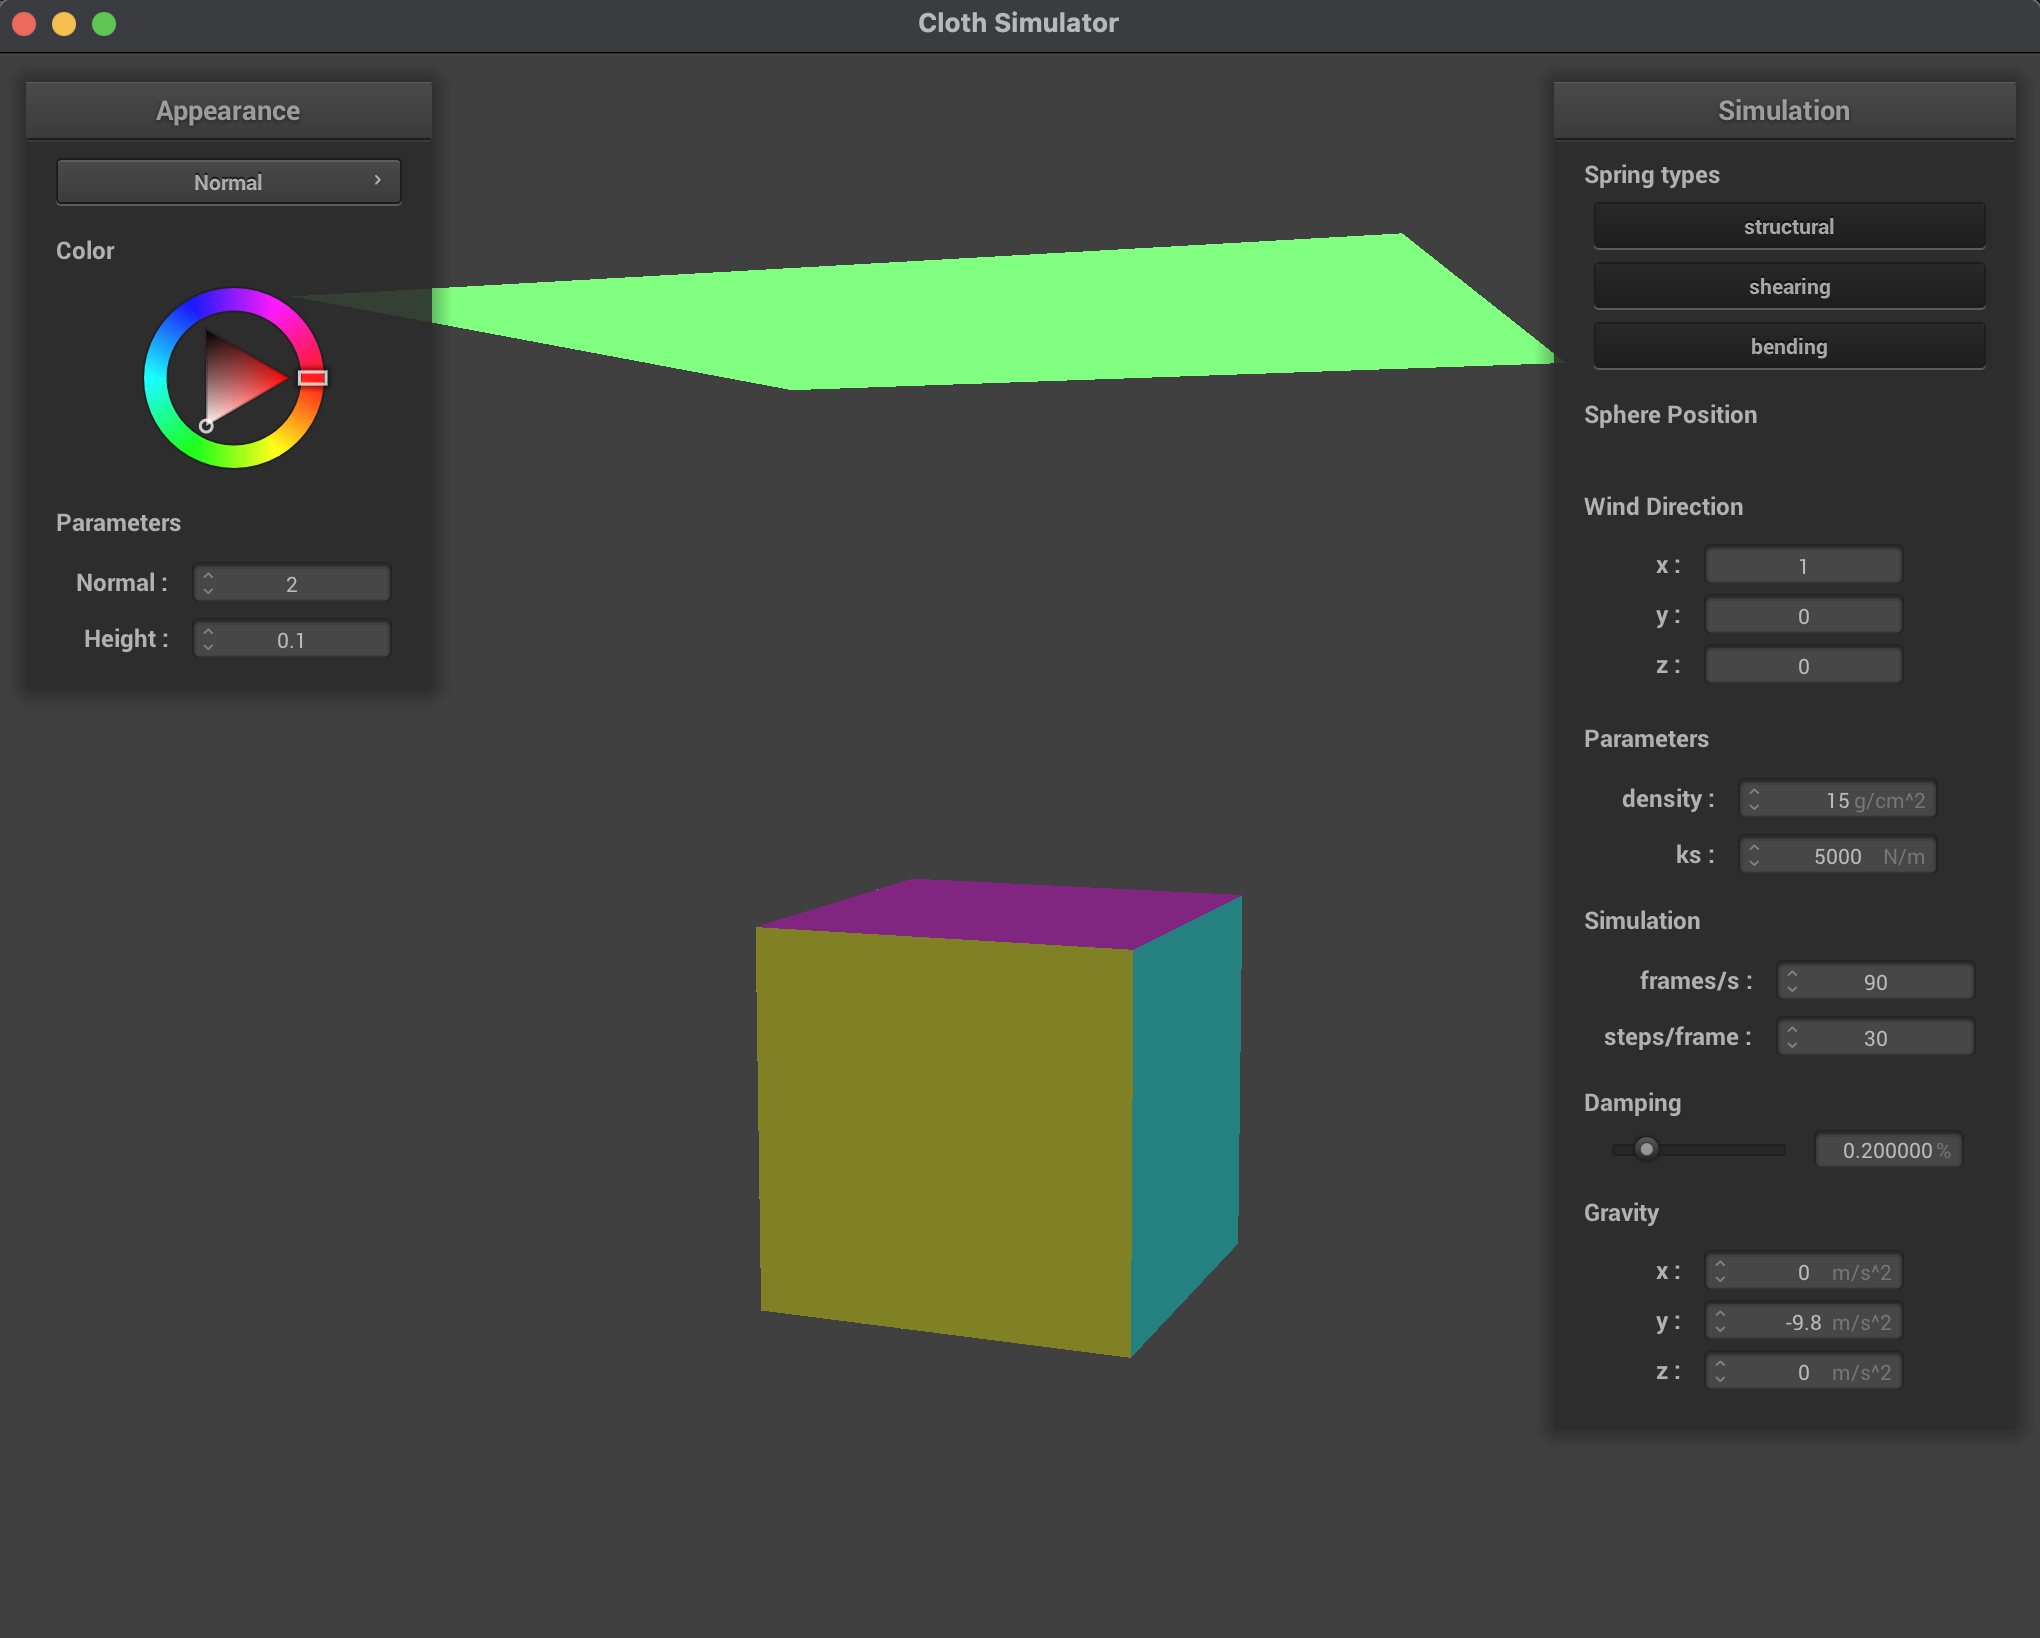 Cloth Simulator
Appearance
Normal
Color
Parameters
Normal : 2
Height : 0.1
Simulation
Spring types
structural
shearing
bending
Sphere Position
Wind Direction
x : 1
y : 0
z : 0
Parameters
density : 15 g/cm^2
ks : 5000 N/m
Simulation
frames/s : 90
steps/frame : 30
Damping
0.200000 %
Gravity
x : 0 m/s^2
y : -9.8 m/s^2
z : 0 m/s^2